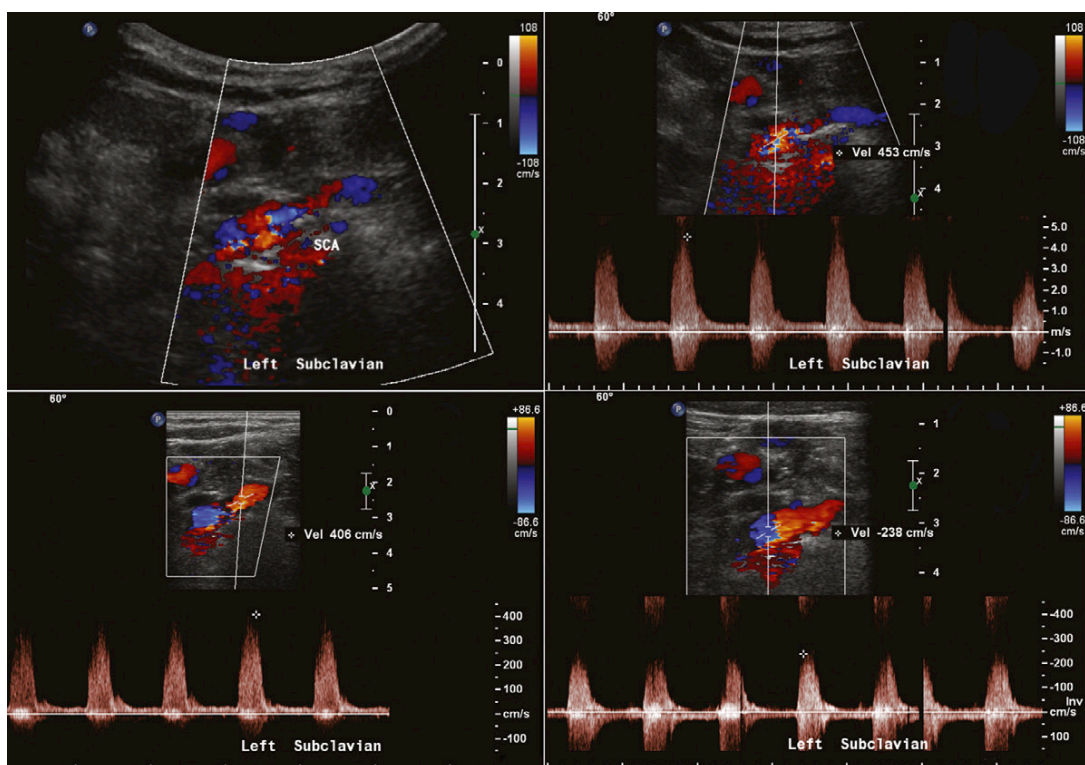 P
108
-108
cm/s
0
1
2
3
4
x
SCA
Left Subclavian
60°
P
108
-108
cm/s
1
2
3
4
x
Vel 453 cm/s
5.0
4.0
3.0
2.0
1.0
m/s
-1.0
Left Subclavian
60°
P
+86.6
-86.6
cm/s
0
1
2
3
4
5
x
Vel 406 cm/s
400
300
200
100
cm/s
-100
Left Subclavian
60°
P
+86.6
-86.6
cm/s
1
2
3
4
x
Vel -238 cm/s
-400
-300
-200
-100
Inv
cm/s
100
Left Subclavian